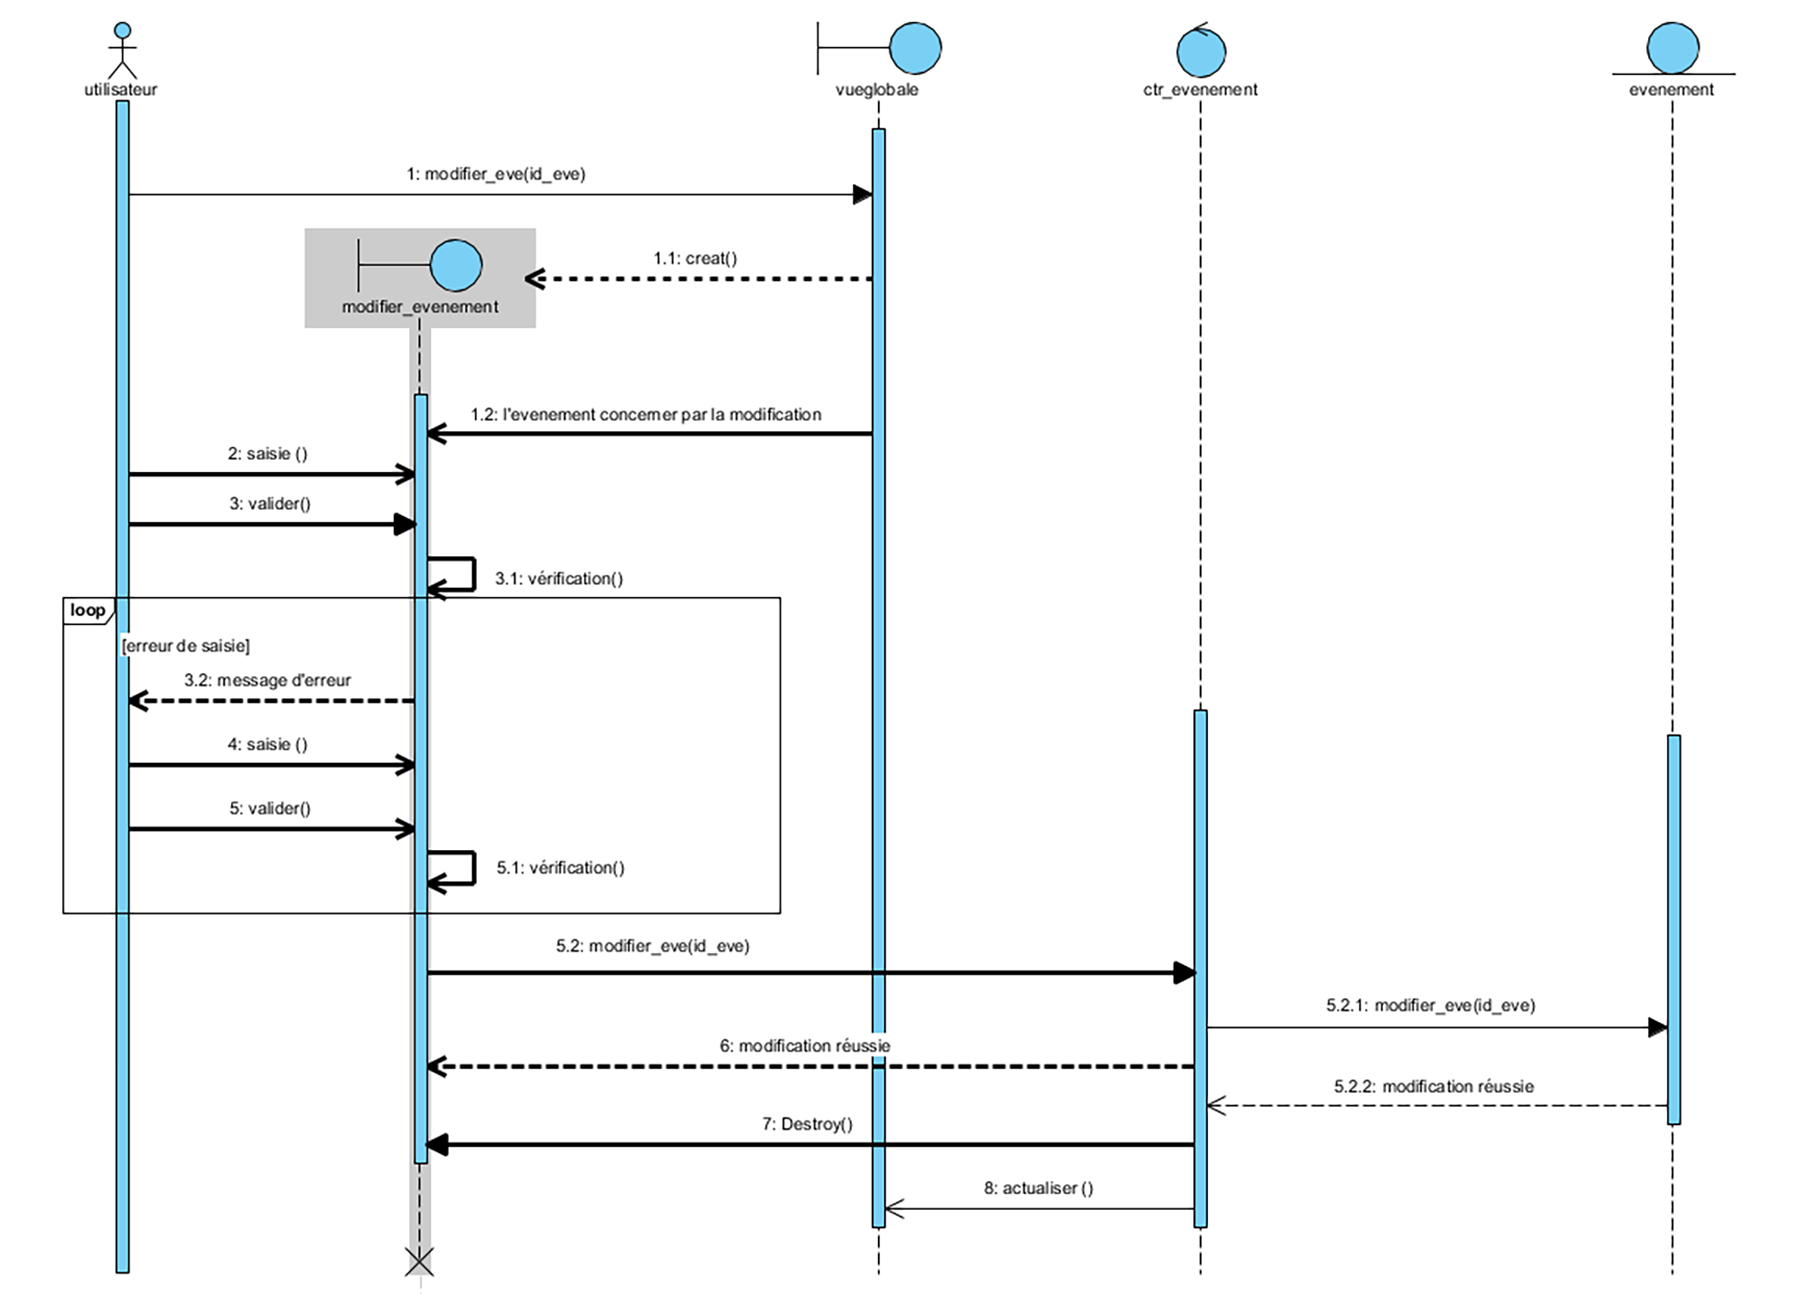 utilisateur
vueglobale
ctr_evenement
evenement
1: modifier_eve(id_eve)
1.1: creat()
modifier_evenement
1.2: l'evenement concerner par la modification
2: saisie ()
3: valider()
3.1: vérification()
loop
[erreur de saisie]
3.2: message d'erreur
4: saisie ()
5: valider()
5.1: vérification()
5.2: modifier_eve(id_eve)
5.2.1: modifier_eve(id_eve)
6: modification réussie
5.2.2: modification réussie
7: Destroy()
8: actualiser ()